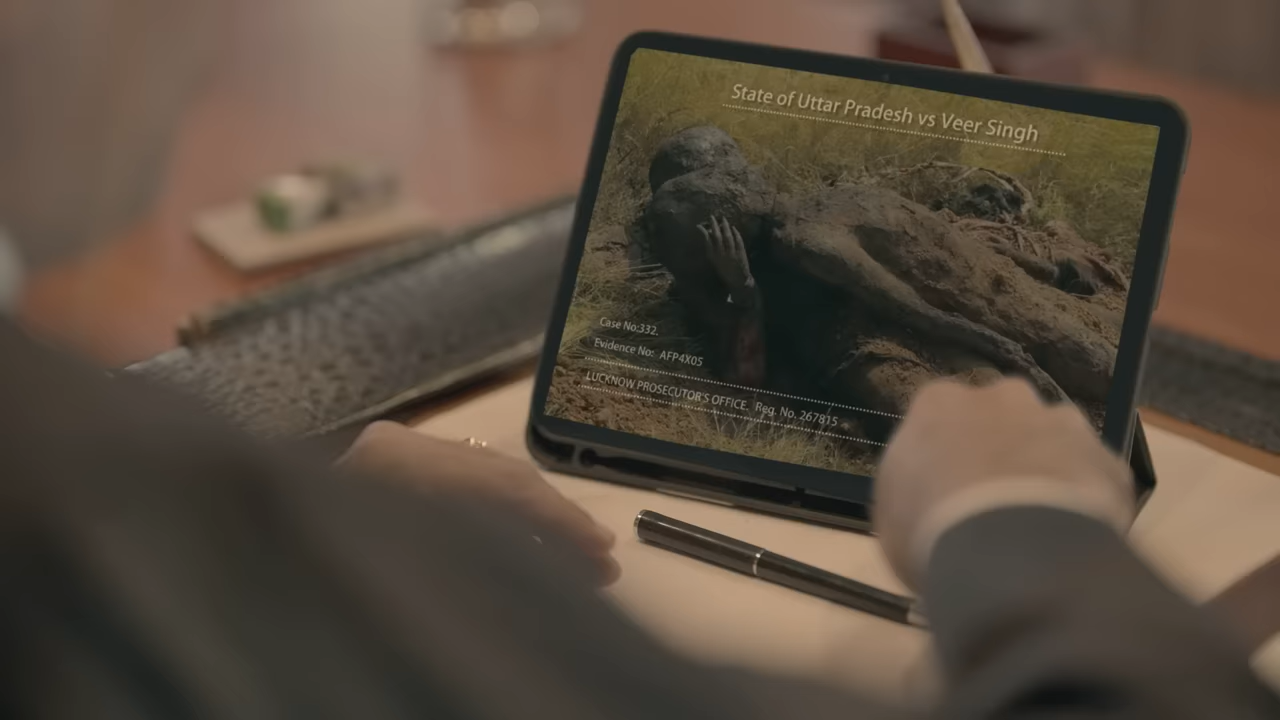 State of Uttar Pradesh vs Veer Singh
Case No:332.
Evidence No: AFP4X05
LUCKNOW PROSECUTOR'S OFFICE. Reg. No. 267815